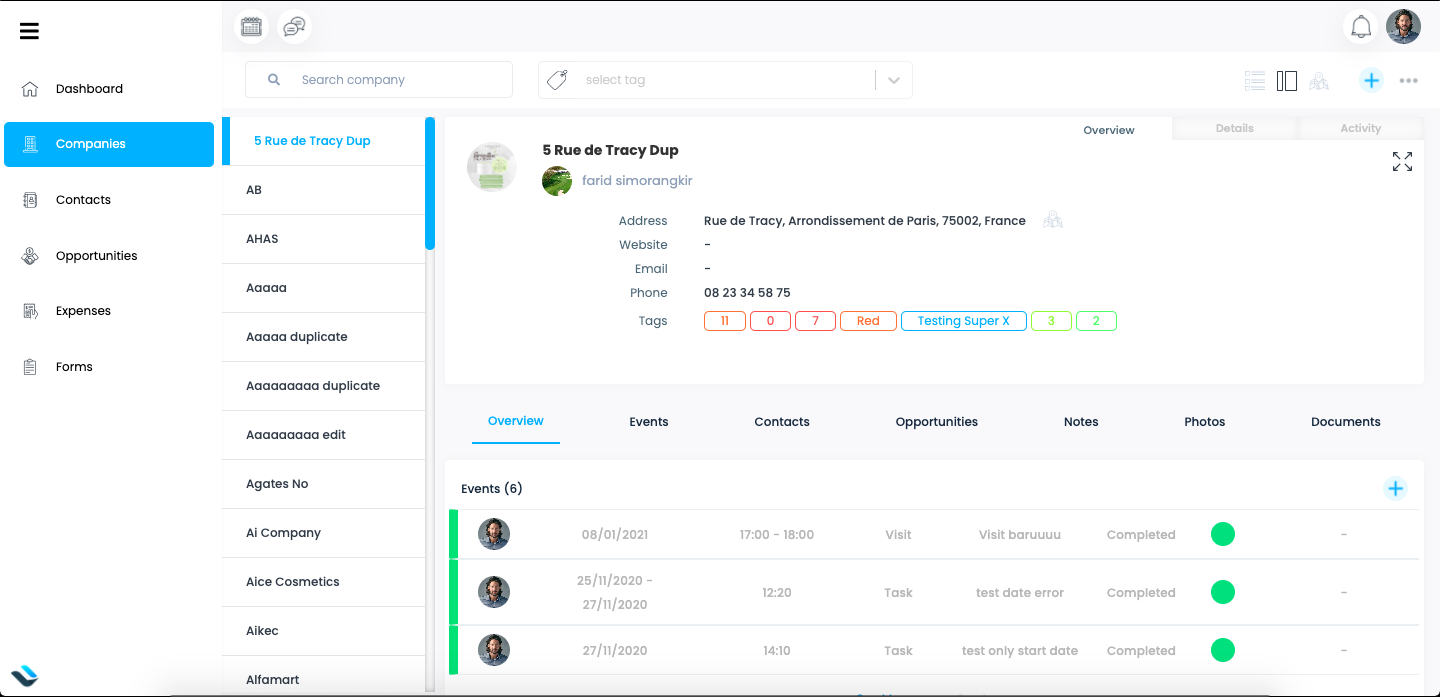 Dashboard
Companies
Contacts
Opportunities
Expenses
Forms
Search company
select tag
5 Rue de Tracy Dup
AB
AHAS
Aaaaa
Aaaaa duplicate
Aaaaaaaaa duplicate
Aaaaaaaaa edit
Agates No
Ai Company
Aice Cosmetics
Aikec
Alfamart
Overview Details Activity
5 Rue de Tracy Dup
farid simorangkir
Address Rue de Tracy, Arrondissement de Paris, 75002, France
Website -
Email -
Phone 08 23 34 58 75
Tags 11 0 7 Red Testing Super X 3 2
Overview Events Contacts Opportunities Notes Photos Documents
Events (6)
08/01/2021 17:00 - 18:00 Visit Visit baruuuu Completed -
25/11/2020 -
27/11/2020 12:20 Task test date error Completed -
27/11/2020 14:10 Task test only start date Completed -